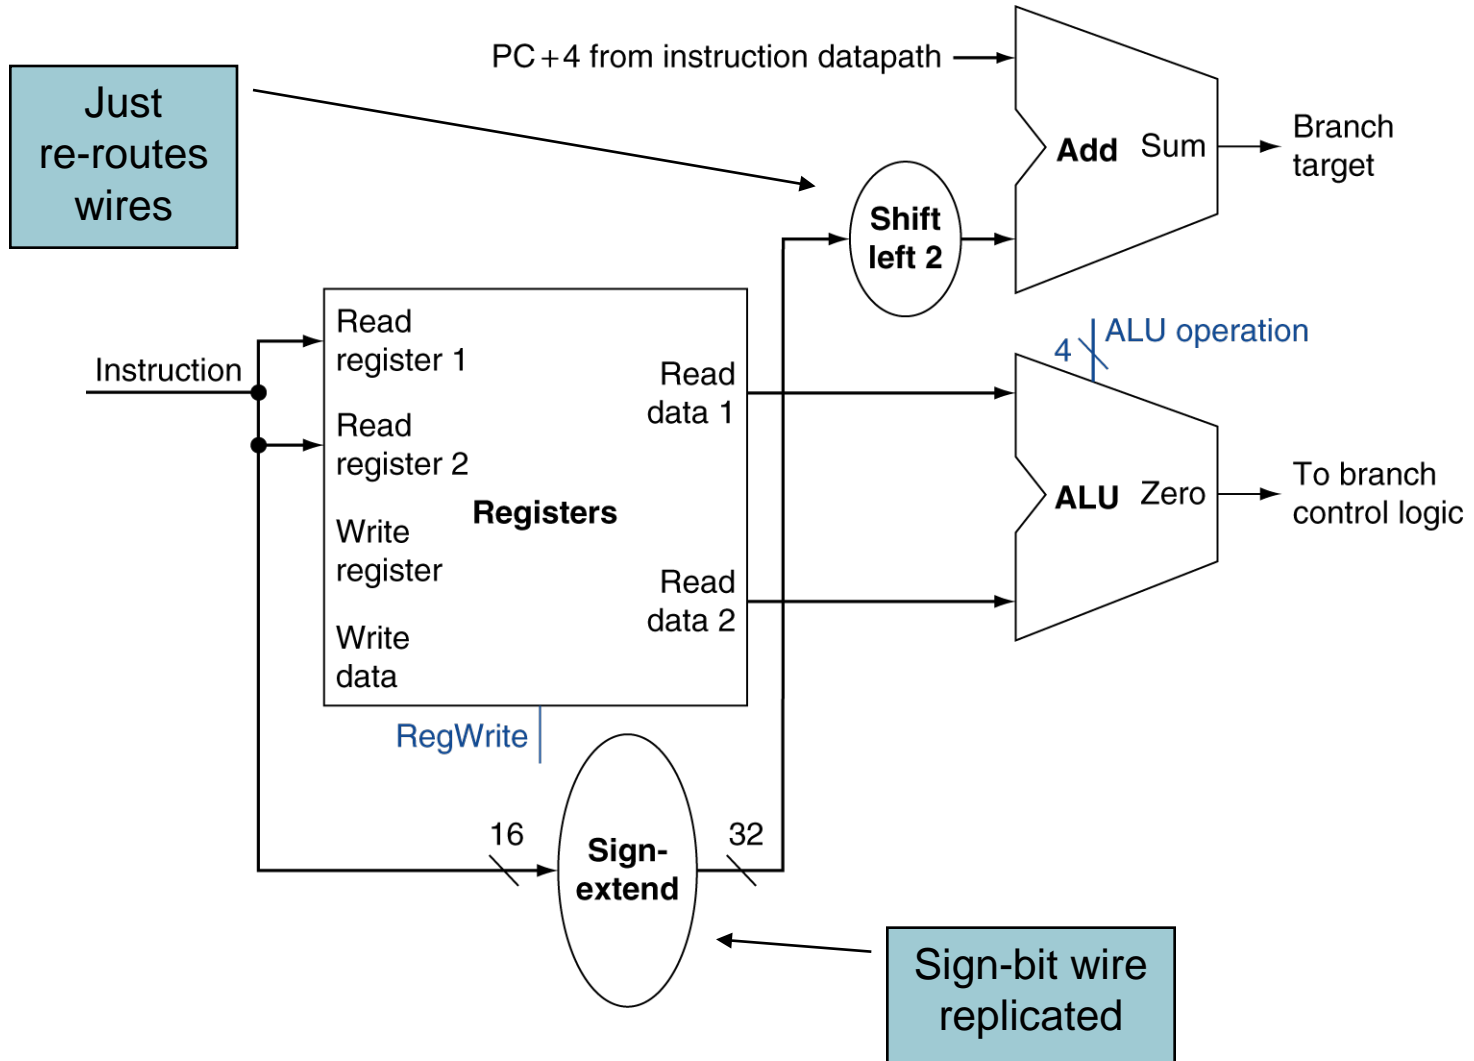 PC+4 from instruction datapath
Just
re-routes
wires
Add Sum
Branch
target
Shift
left 2
Instruction
Read
register 1
Read
register 2
Write
register
Write
data
Registers
Read
data 1
Read
data 2
4
ALU operation
ALU Zero
To branch
control logic
RegWrite
16
Sign-
extend
32
Sign-bit wire
replicated